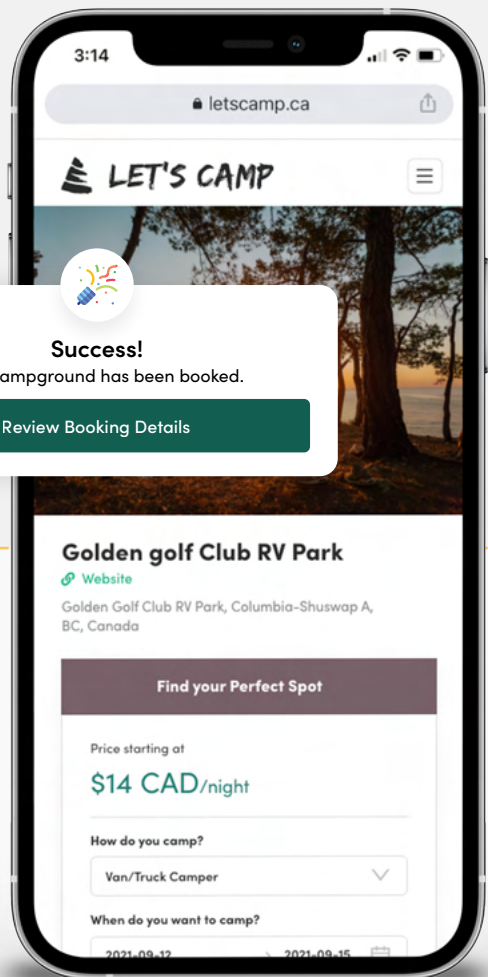 3:14
letscamp.ca
LET'S CAMP
Success!
ampground has been booked.
Review Booking Details
Golden golf Club RV Park
Website
Golden Golf Club RV Park, Columbia-Shuswap A,
BC, Canada
Find your Perfect Spot
Price starting at
$14 CAD/night
How do you camp?
Van/Truck Camper
When do you want to camp?
2021-09-12 > 2021-09-15